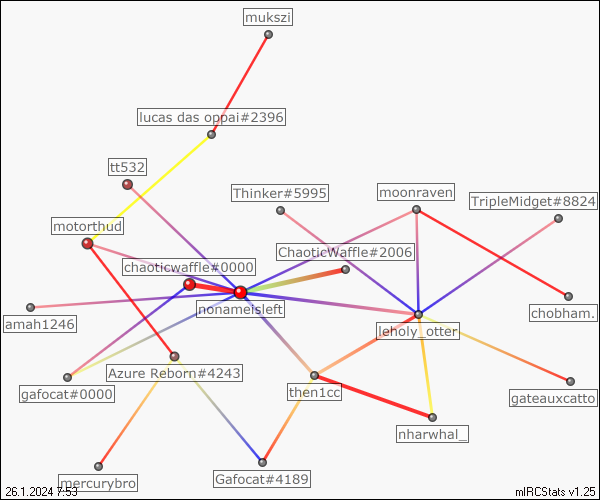 mukszi
lucas das oppai#2396
tt532
Thinker#5995
moonraven
TripleMidget#8824
motorthud
ChaoticWaffle#2006
chaoticwaffle#0000
nonameisleft
chobham.
amah1246
leholy_otter
Azure Reborn#4243
gafocat#0000
then1cc
gateauxcatto
nharwhal_
Gafocat#4189
mercurybro
26.1.2024 7:53
mIRCStats v1.25